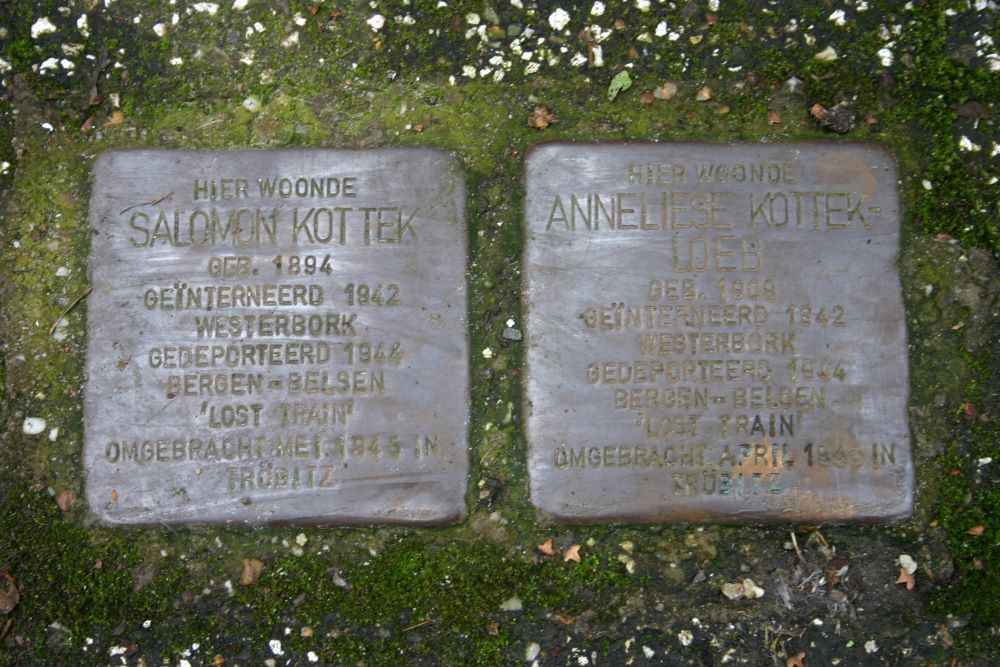 HIER WOONDE
SALOMON KOTTEK
GEB. 1894
GEÏNTERNEERD 1942
WESTERBORK
GEDEPORTEERD 1944
BERGEN-BELSEN
'LOST TRAIN'
OMGEBRACHT MEI 1945 IN
TRÖBITZ
HIER WOONDE
ANNELIESE KOTTEK-
LOEB
GEB. 1909
GEÏNTERNEERD 1942
WESTERBORK
GEDEPORTEERD 1944
BERGEN-BELSEN
'LOST TRAIN'
OMGEBRACHT APRIL 1945 IN
TRÖBITZ